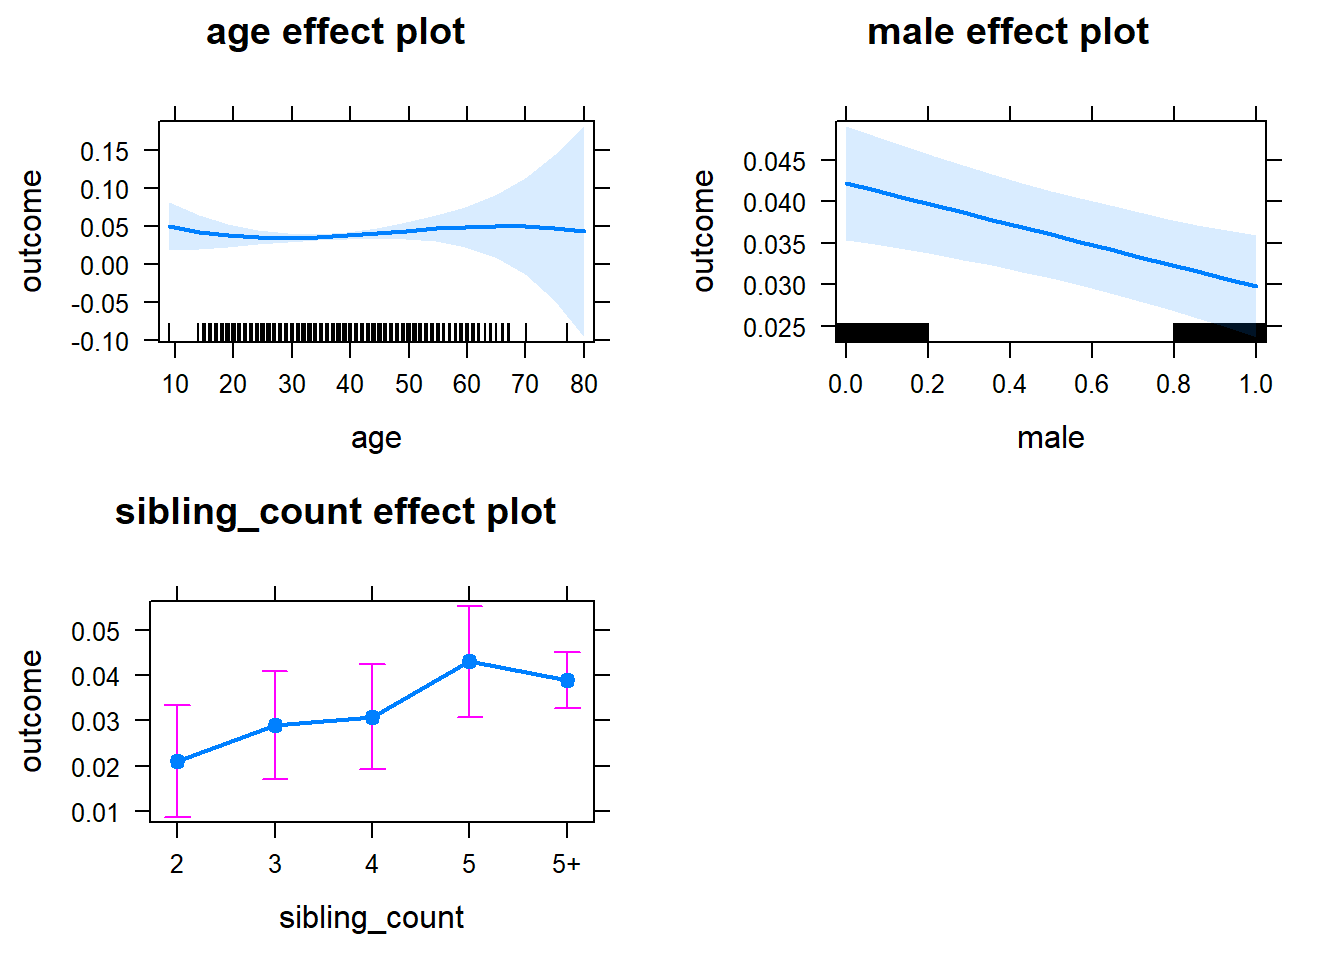 age effect plot
outcome
0.15
0.10
0.05
0.00
-0.05
-0.10
10 20 30 40 50 60 70 80
age
male effect plot
outcome
0.045
0.040
0.035
0.030
0.025
0.0 0.2 0.4 0.6 0.8 1.0
male
sibling_count effect plot
outcome
0.05
0.04
0.03
0.02
0.01
2 3 4 5 5+
sibling_count